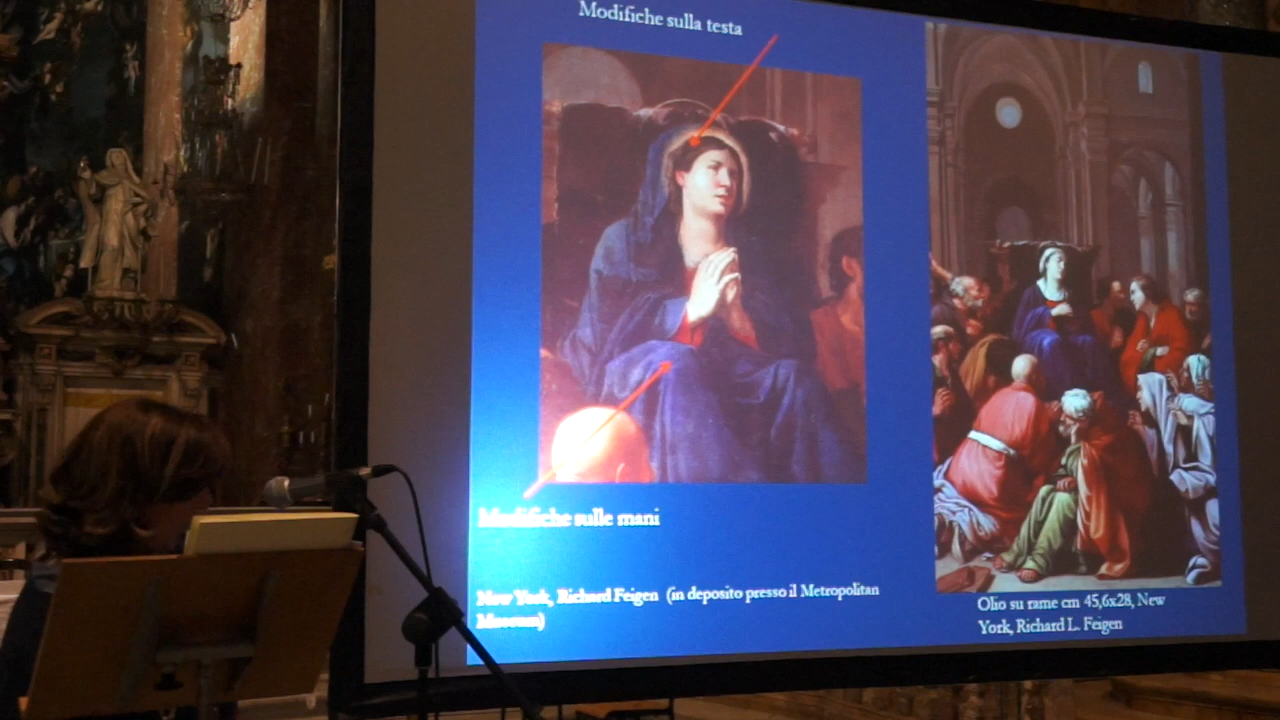 Modifiche sulla testa
Modifiche sulle mani
New York, Richard Feigen (in deposito presso il Metropolitan
Museum)
Olio su rame cm 45,6x28, New
York, Richard L. Feigen